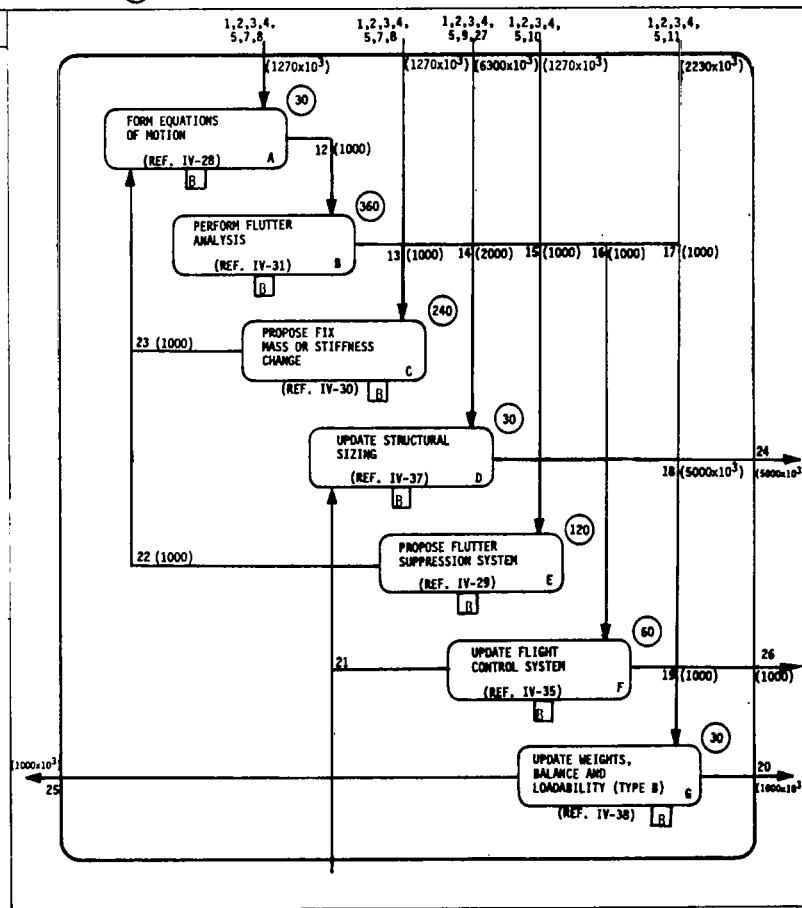 1,2,3,4, 1,2,3,4, 1,2,3,4, 1,2,3,4, 1,2,3,4,
5,7,8 5,7,8 5,9,27 5,10 5,11
(1270x10³) (1270x10³) (6300x10³) (1270x10³) (2230x10³)
30
FORM EQUATIONS
OF MOTION
(REF. IV-28) A
B
12 (1000)
360
PERFORM FLUTTER
ANALYSIS
(REF. IV-31) B
B
13 (1000) 14 (2000) 15 (1000) 16 (1000) 17 (1000)
240
PROPOSE FIX
MASS OR STIFFNESS
CHANGE
C
(REF. IV-30) B
23 (1000)
30
UPDATE STRUCTURAL
SIZING
(REF. IV-37) D
B
18 (5000x10³)
24
(5000x10³
120
PROPOSE FLUTTER
SUPPRESSION SYSTEM
(REF. IV-29) E
B
22 (1000)
60
UPDATE FLIGHT
CONTROL SYSTEM
(REF. IV-35) F
B
21
19 (1000)
26
(1000)
30
UPDATE WEIGHTS,
BALANCE AND
LOADABILITY (TYPE B) G
(REF. IV-38) B
20
(1000x10³
(1000x10³)
25